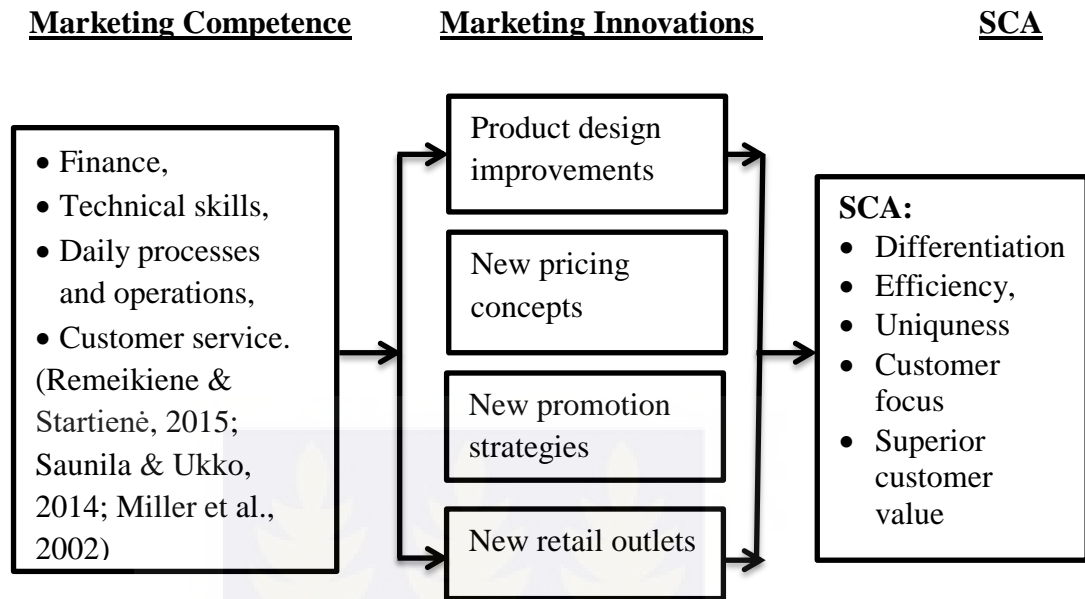 Marketing Competence
Marketing Innovations
SCA
• Finance,
• Technical skills,
• Daily processes
and operations,
• Customer service.
(Remeikiene &
Startienė, 2015;
Saunila & Ukko,
2014; Miller et al.,
2002)
Product design
improvements
New pricing
concepts
New promotion
strategies
New retail outlets
SCA:
• Differentiation
• Efficiency,
• Uniquness
• Customer
focus
• Superior
customer
value